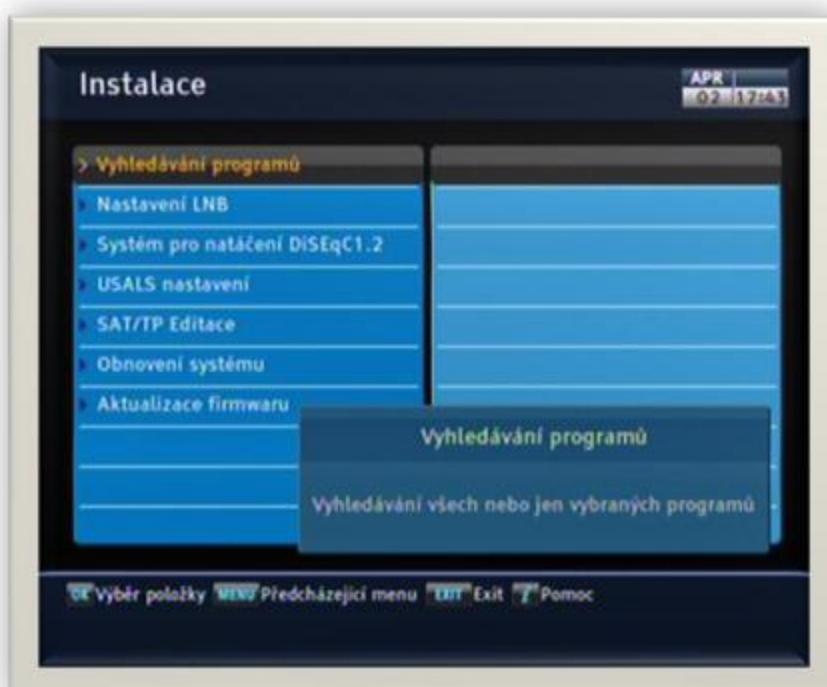 Instalace
APR
02 17:43
> Vyhledávání programů
Nastavení LNB
Systém pro natáčení DiSEqC1.2
USALS nastavení
SAT/TP Editace
Obnovení systému
Aktualizace firmwaru
Vyhledávání programů
Vyhledávání všech nebo jen vybraných programů
OK Výběr položky MENU Předcházející menu EXIT Exit i Pomoc